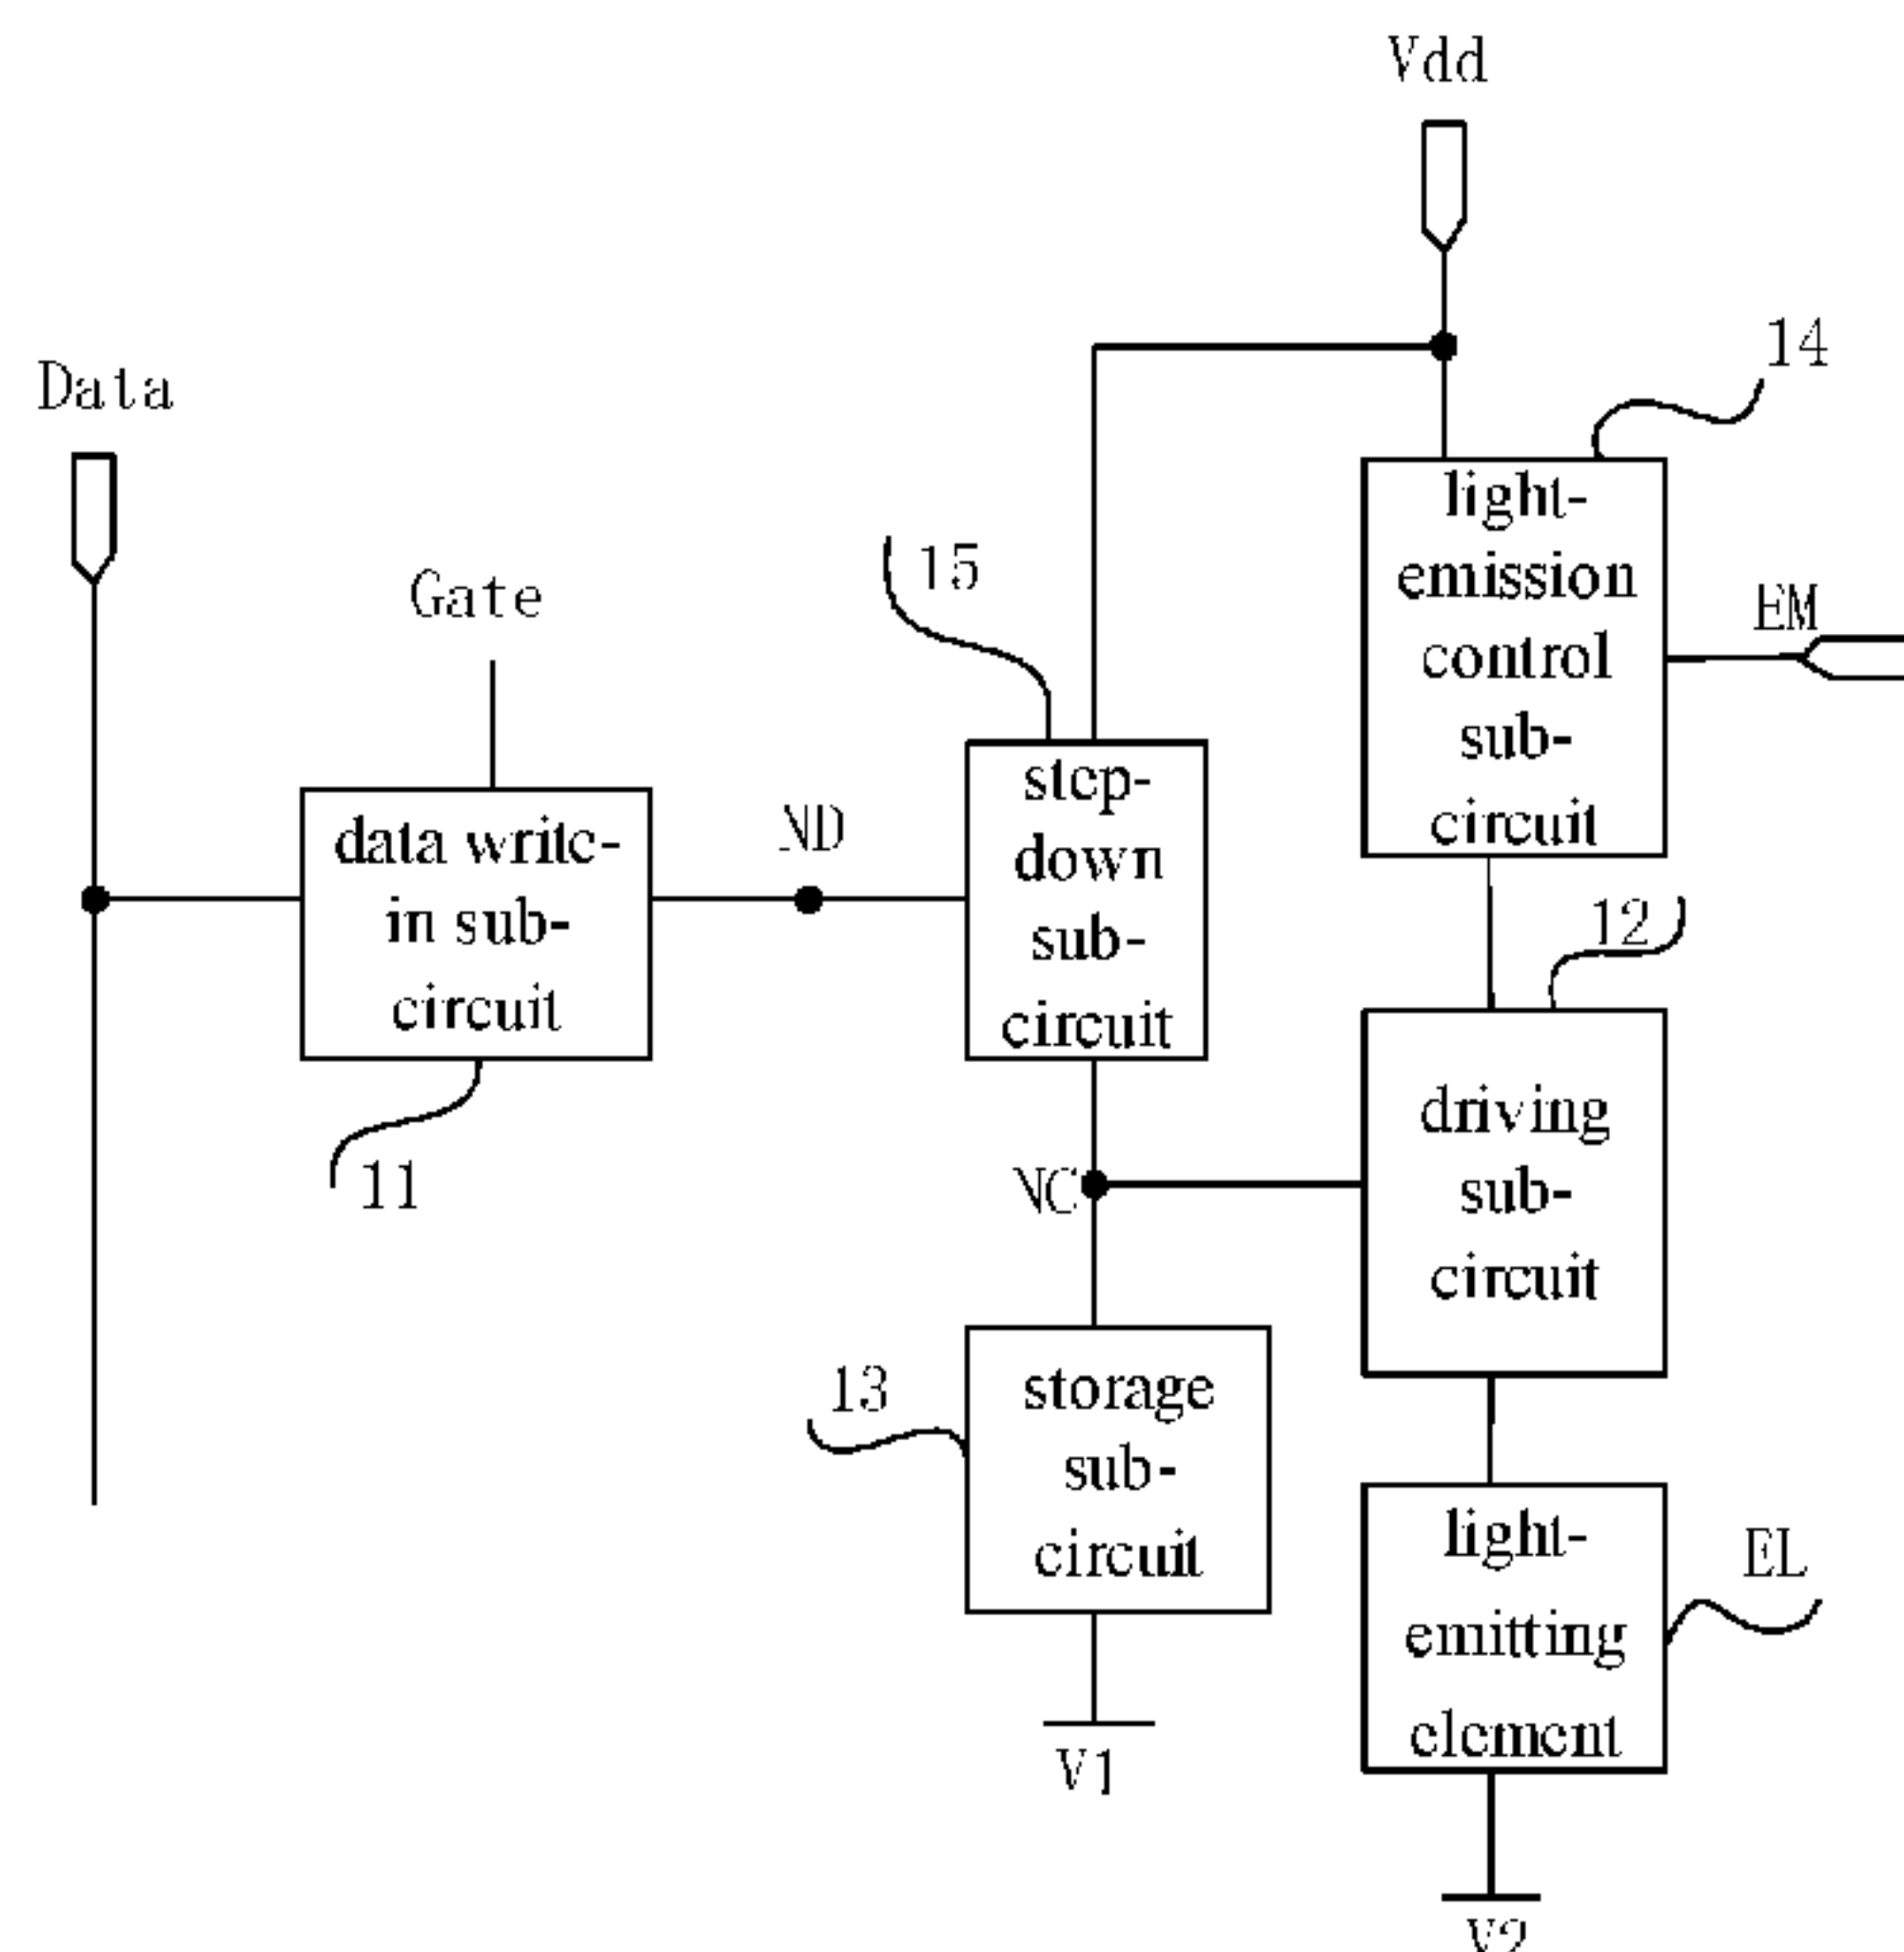 Vdd
Data
14
15
Gate
light-
emission
control
sub-
circuit
EM
step-
down
sub-
circuit
ND
data write-
in sub-
circuit
12
11
NC
driving
sub-
circuit
13
storage
sub-
circuit
light-
emitting
element
EL
V1
V2